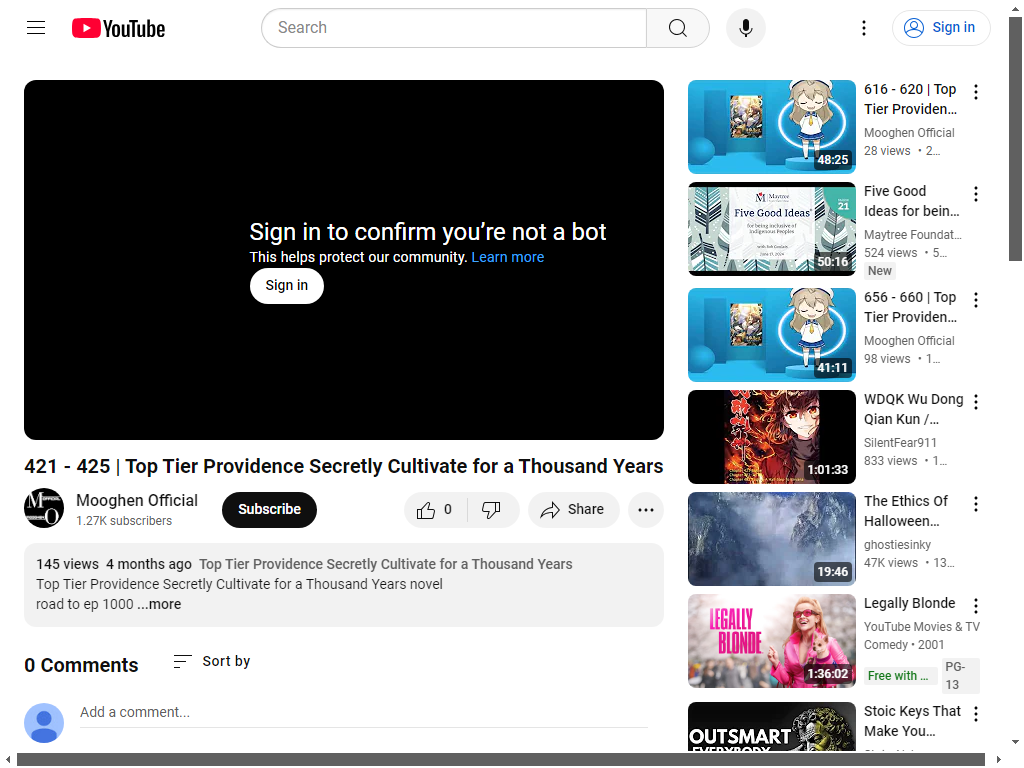 YouTube
Search
Sign in
Sign in to confirm you’re not a bot
This helps protect our community. Learn more
Sign in
421 - 425 | Top Tier Providence Secretly Cultivate for a Thousand Years
Mooghen Official
1.27K subscribers
Subscribe
0
Share
145 views 4 months ago Top Tier Providence Secretly Cultivate for a Thousand Years
Top Tier Providence Secretly Cultivate for a Thousand Years novel
road to ep 1000 ...more
0 Comments
Sort by
Add a comment...
48:25
616 - 620 | Top
Tier Providen...
Mooghen Official
28 views • 2...
Maytree
21
Five Good Ideas
for being inclusive of
Indigenous Peoples
50:16
Five Good
Ideas for bein...
Maytree Foundat...
524 views • 5...
New
41:11
656 - 660 | Top
Tier Providen...
Mooghen Official
98 views • 1...
1:01:33
WDQK Wu Dong
Qian Kun /...
SilentFear911
833 views • 1...
19:46
The Ethics Of
Halloween...
ghostiesinky
47K views • 13...
LEGALLY
BLONDE
1:36:02
Legally Blonde
YouTube Movies & TV
Comedy • 2001
Free with ...
PG-
13
OUTSMART
EVERYBODY
Stoic Keys That
Make You...